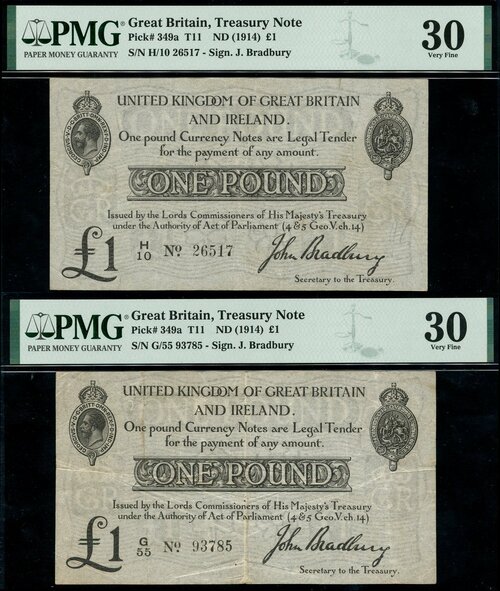 PMG
PAPER MONEY GUARANTY
Great Britain, Treasury Note
Pick# 349a T11 ND (1914) £1
S/N H/10 26517 - Sign. J. Bradbury
30
Very Fine
UNITED KINGDOM OF GREAT BRITAIN
AND IRELAND.
One pound Currency Notes are Legal Tender
for the payment of any amount.
ONE POUND
Issued by the Lords Commissioners of His Majesty's Treasury
under the Authority of Act of Parliament (4 & 5 Geo.V. ch.14)
£1 H/10 No. 26517 John Bradbury
Secretary to the Treasury.
PMG
PAPER MONEY GUARANTY
Great Britain, Treasury Note
Pick# 349a T11 ND (1914) £1
S/N G/55 93785 - Sign. J. Bradbury
30
Very Fine
UNITED KINGDOM OF GREAT BRITAIN
AND IRELAND.
One pound Currency Notes are Legal Tender
for the payment of any amount.
ONE POUND
Issued by the Lords Commissioners of His Majesty's Treasury
under the Authority of Act of Parliament (4 & 5 Geo.V. ch.14)
£1 G/55 No. 93785 John Bradbury
Secretary to the Treasury.